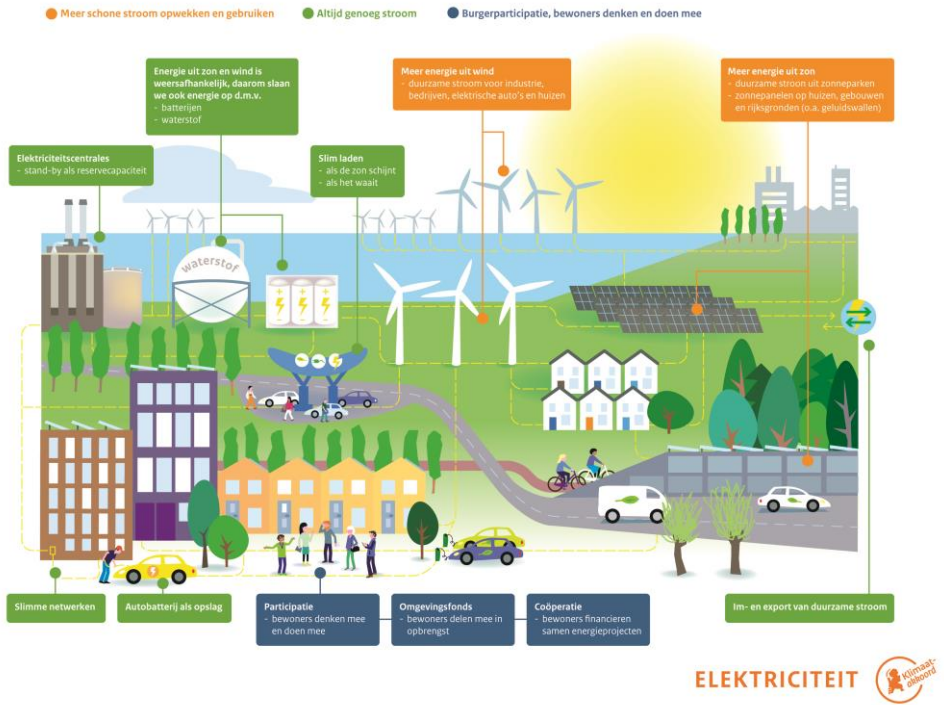 Meer schone stroom opwekken en gebruiken
Altijd genoeg stroom
Burgerparticipatie, bewoners denken en doen mee
Energie uit zon en wind is
weersafhankelijk, daarom slaan
we ook energie op d.m.v.
- batterijen
- waterstof
Meer energie uit wind
- duurzame stroom voor industrie,
bedrijven, elektrische auto's en huizen
Meer energie uit zon
- duurzame stroom uit zonneparken
- zonnepanelen op huizen, gebouwen
en rijksgronden (o.a. geluidswallen)
Elektriciteitscentrales
- stand-by als reservecapaciteit
Slim laden
- als de zon schijnt
- als het waait
waterstof
Slimme netwerken
Autobatterij als opslag
Participatie
- bewoners denken mee
en doen mee
Omgevingsfonds
- bewoners delen mee in
opbrengst
Coöperatie
- bewoners financieren
samen energieprojecten
Im- en export van duurzame stroom
ELEKTRICITEIT
Klimaat-
akkoord